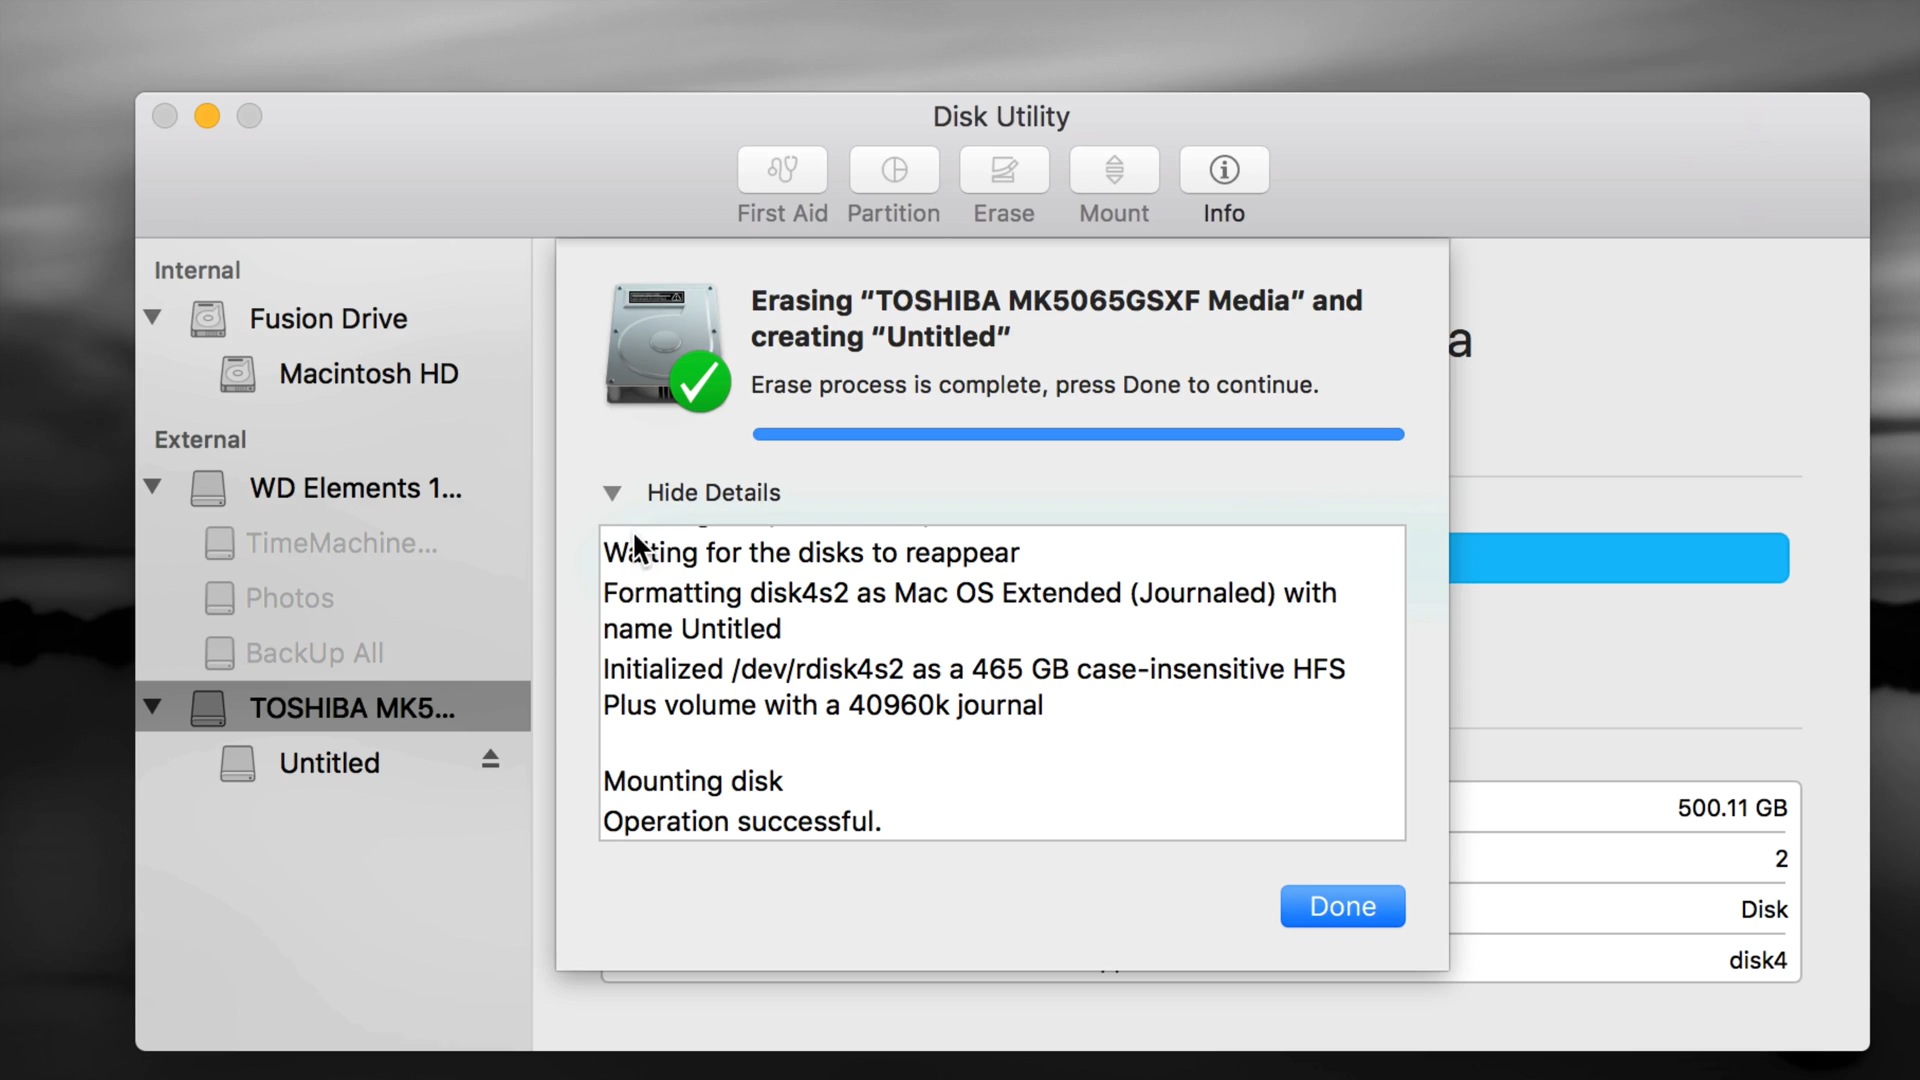 Disk Utility
First Aid
Partition
Erase
Mount
Info
Internal
Fusion Drive
Macintosh HD
External
WD Elements 1...
TimeMachine...
Photos
BackUp All
TOSHIBA MK5...
Untitled
Erasing “TOSHIBA MK5065GSXF Media” and
creating “Untitled”
Erase process is complete, press Done to continue.
Hide Details
Waiting for the disks to reappear
Formatting disk4s2 as Mac OS Extended (Journaled) with
name Untitled
Initialized /dev/rdisk4s2 as a 465 GB case-insensitive HFS
Plus volume with a 40960k journal
Mounting disk
Operation successful.
Done
a
500.11 GB
2
Disk
disk4